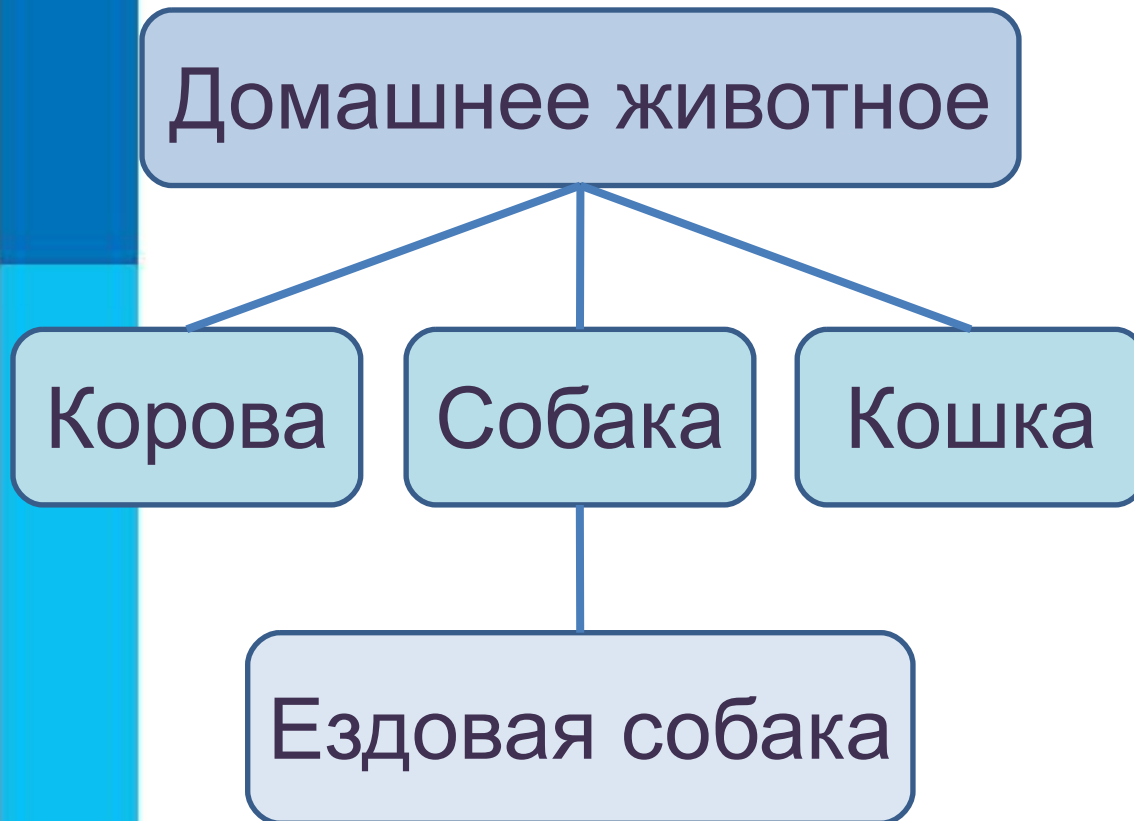 Домашнее животное
Корова
Собака
Кошка
Ездовая собака